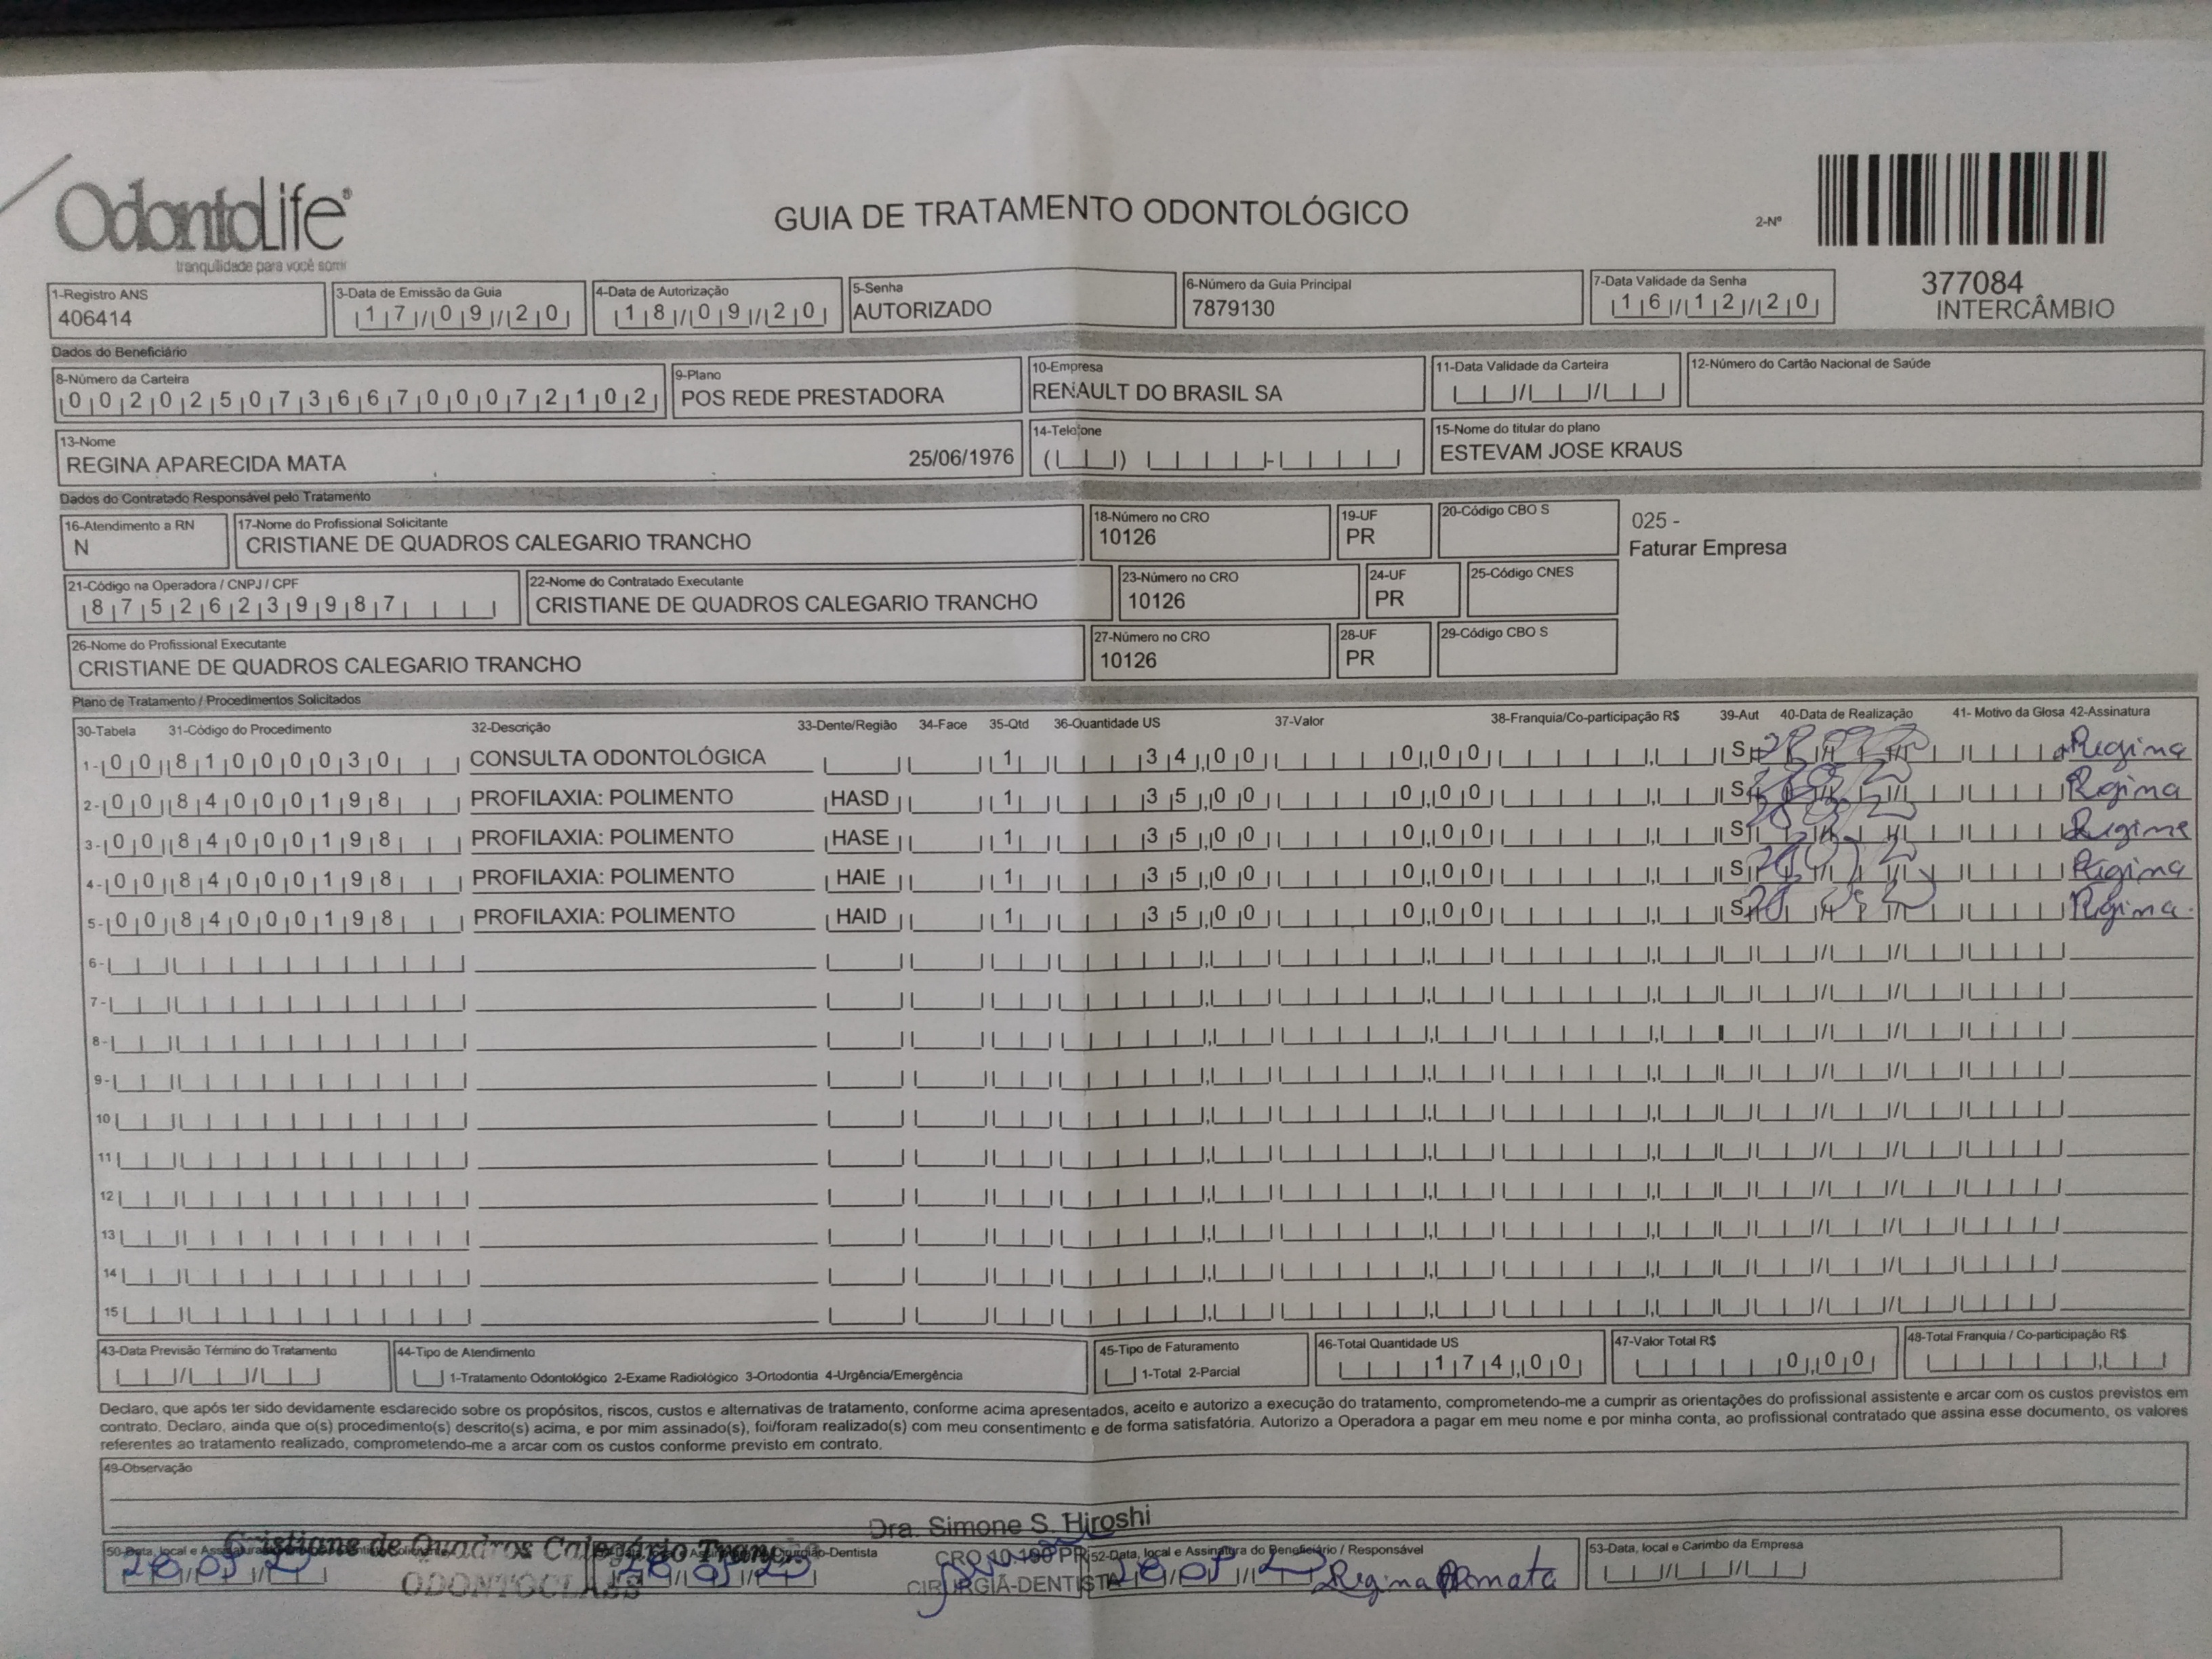 OdontoLife®
tranquilidade para você sorrir
GUIA DE TRATAMENTO ODONTOLÓGICO
2-Nº
377084
INTERCÂMBIO
1-Registro ANS
406414
3-Data de Emissão da Guia
17/09/20
4-Data de Autorização
18/09/20
5-Senha
AUTORIZADO
6-Número da Guia Principal
7879130
7-Data Validade da Senha
16/12/20
Dados do Beneficiário
8-Número da Carteira
00202507366700072102
9-Plano
POS REDE PRESTADORA
10-Empresa
RENAULT DO BRASIL SA
11-Data Validade da Carteira
12-Número do Cartão Nacional de Saúde
13-Nome
REGINA APARECIDA MATA 25/06/1976
14-Telefone
15-Nome do titular do plano
ESTEVAM JOSE KRAUS
Dados do Contratado Responsável pelo Tratamento
16-Atendimento a RN
N
17-Nome do Profissional Solicitante
CRISTIANE DE QUADROS CALEGARIO TRANCHO
18-Número no CRO
10126
19-UF
PR
20-Código CBO S
025 -
Faturar Empresa
21-Código na Operadora / CNPJ / CPF
87526239987
22-Nome do Contratado Executante
CRISTIANE DE QUADROS CALEGARIO TRANCHO
23-Número no CRO
10126
24-UF
PR
25-Código CNES
26-Nome do Profissional Executante
CRISTIANE DE QUADROS CALEGARIO TRANCHO
27-Número no CRO
10126
28-UF
PR
29-Código CBO S
Plano de Tratamento / Procedimentos Solicitados
30-Tabela 31-Código do Procedimento 32-Descrição 33-Dente/Região 34-Face 35-Qtd 36-Quantidade US 37-Valor 38-Franquia/Co-participação R$ 39-Aut 40-Data de Realização 41- Motivo da Glosa 42-Assinatura
1- 00 81000030 CONSULTA ODONTOLÓGICA 1 34,00 0,00 S Regina
2- 00 84000198 PROFILAXIA: POLIMENTO HASD 1 35,00 0,00 S Regina
3- 00 84000198 PROFILAXIA: POLIMENTO HASE 1 35,00 0,00 S Regina
4- 00 84000198 PROFILAXIA: POLIMENTO HAIE 1 35,00 0,00 S Regina
5- 00 84000198 PROFILAXIA: POLIMENTO HAID 1 35,00 0,00 S Regina
6-
7-
8-
9-
10
11
12
13
14
15
43-Data Previsão Término do Tratamento
44-Tipo de Atendimento
1-Tratamento Odontológico 2-Exame Radiológico 3-Ortodontia 4-Urgência/Emergência
45-Tipo de Faturamento
1-Total 2-Parcial
46-Total Quantidade US
174,00
47-Valor Total R$
0,00
48-Total Franquia / Co-participação R$
Declaro, que após ter sido devidamente esclarecido sobre os propósitos, riscos, custos e alternativas de tratamento, conforme acima apresentados, aceito e autorizo a execução do tratamento, comprometendo-me a cumprir as orientações do profissional assistente e arcar com os custos previstos em
contrato. Declaro, ainda que o(s) procedimento(s) descrito(s) acima, e por mim assinado(s), foi/foram realizado(s) com meu consentimento e de forma satisfatória. Autorizo a Operadora a pagar em meu nome e por minha conta, ao profissional contratado que assina esse documento, os valores
referentes ao tratamento realizado, comprometendo-me a arcar com os custos conforme previsto em contrato.
49-Observação
Dra. Simone S. Hiroshi
CIRURGIÃ-DENTISTA
Cristiane de Quadros Calegário
ODONTOCLASS
50-Data, local e
52-Data, local e Assinatura do Beneficiário / Responsável
Regina
53-Data, local e Carimbo da Empresa